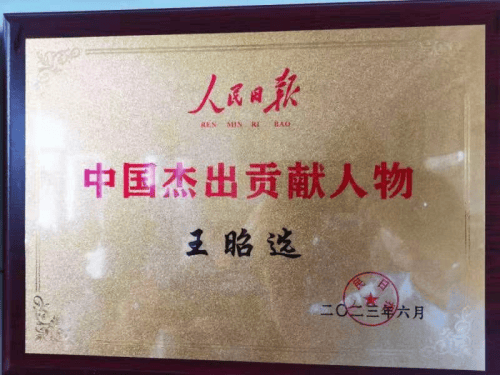 人民日报
REN MIN RI BAO
中国杰出贡献人物
王昭选
二〇二三年六月